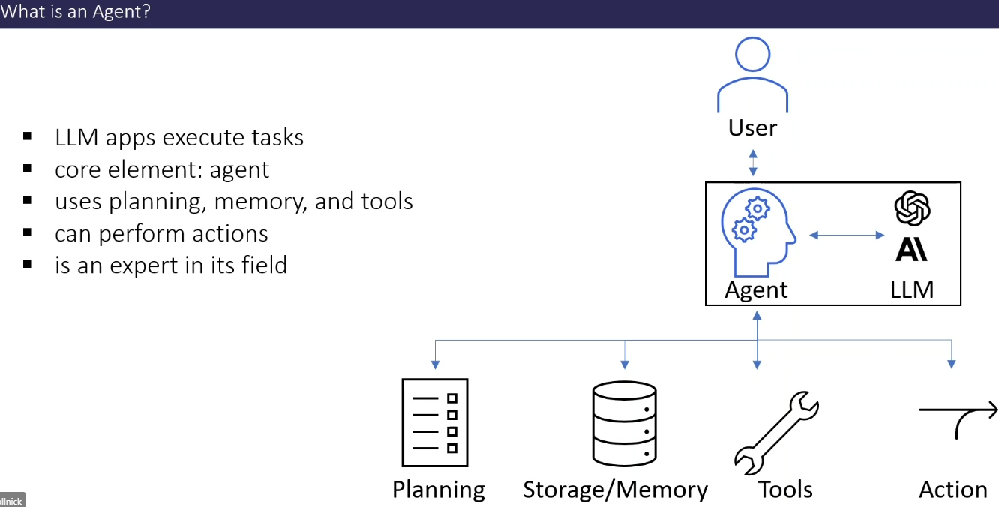 What is an Agent?
LLM apps execute tasks
core element: agent
uses planning, memory, and tools
can perform actions
is an expert in its field
User
Agent
LLM
Planning
Storage/Memory
Tools
Action